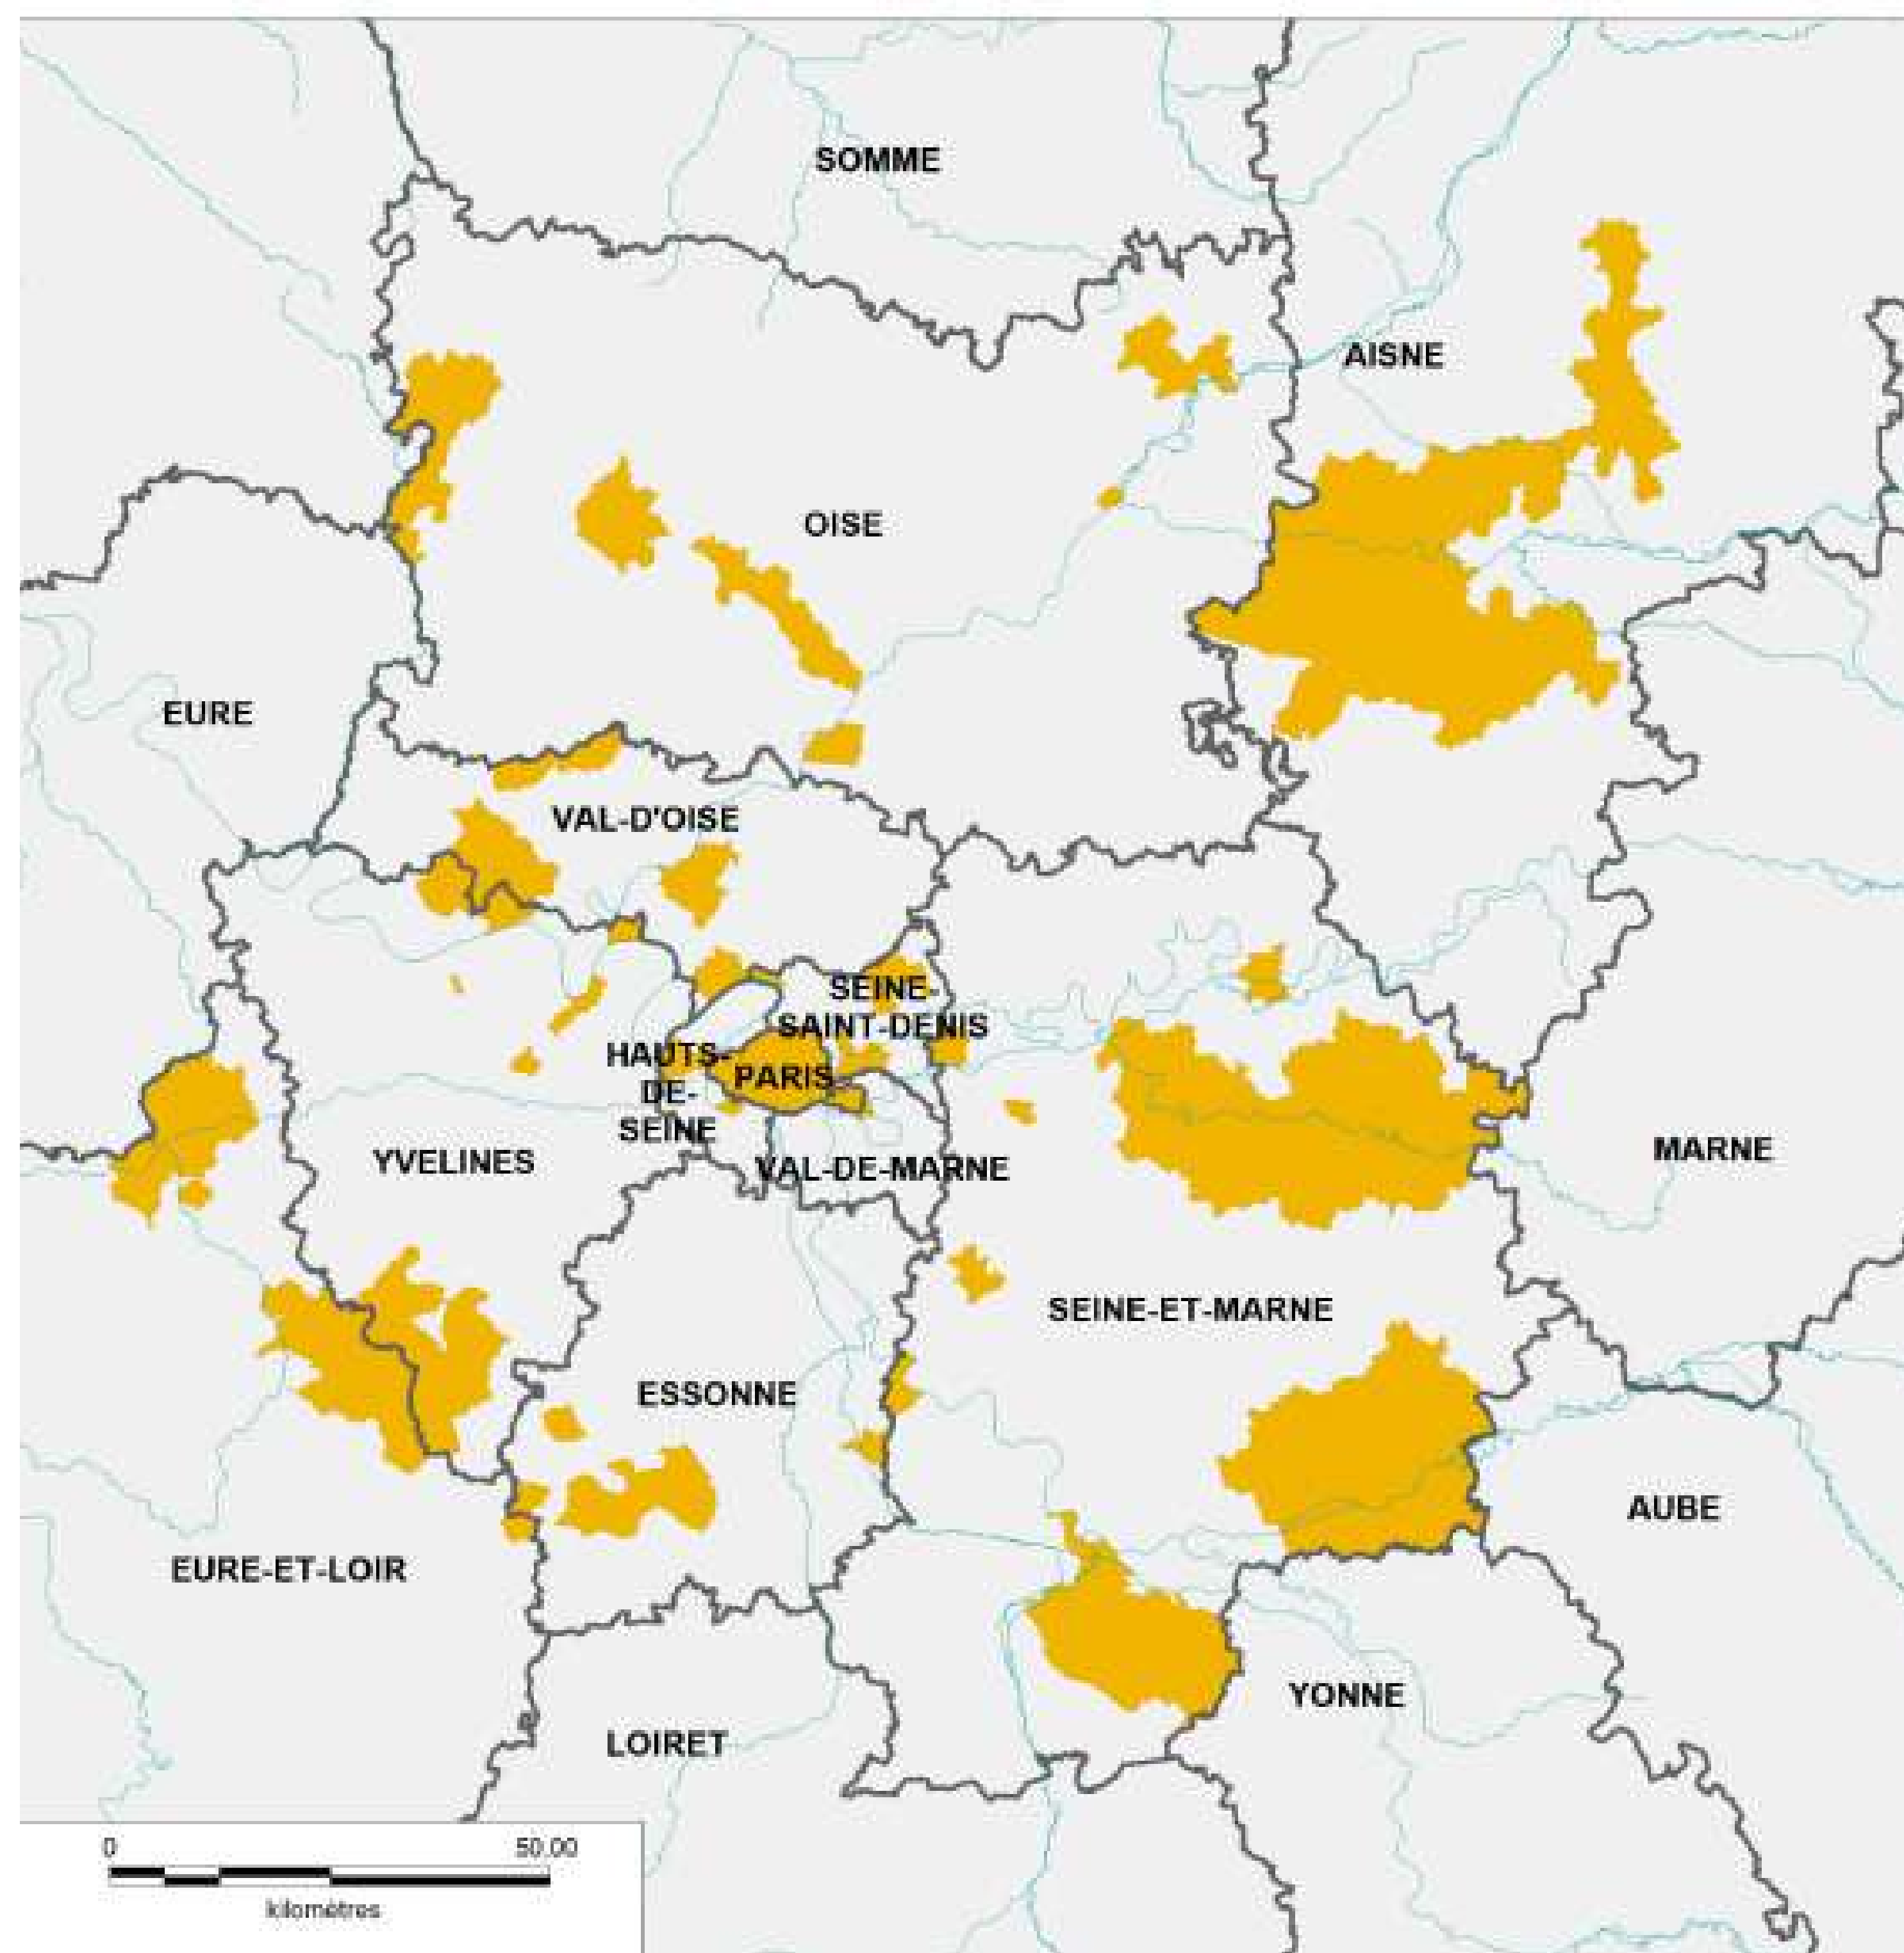 SOMME
AISNE
OISE
EURE
VAL-D'OISE
SEINE-
SAINT-DENIS
HAUTS-
DE-
SEINE
PARIS
YVELINES
VAL-DE-MARNE
MARNE
SEINE-ET-MARNE
ESSONNE
AUBE
EURE-ET-LOIR
YONNE
LOIRET
0 50,00
kilomètres